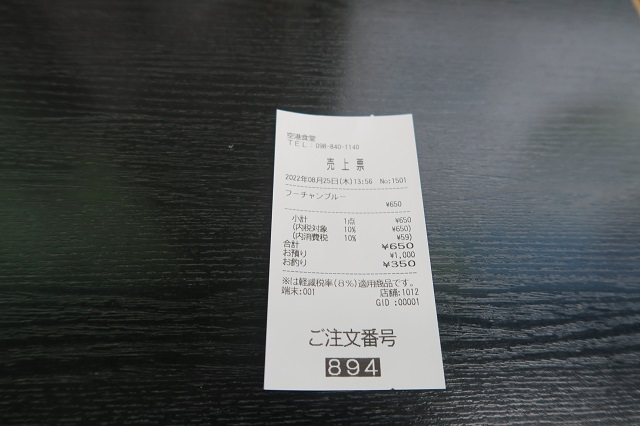 空港食堂
TEL：098-840-1140
売上票
2022年08月25日(木)13:56 No:1501
フーチャンプルー
¥650
小計 1点 ¥650
(内税対象 10% ¥650)
(内消費税 10% ¥59)
合計 ¥650
お預り ¥1,000
お釣り ¥350
※は軽減税率(8%)適用商品です。
端末:001 店舗:1012
GID :00001
ご注文番号
894